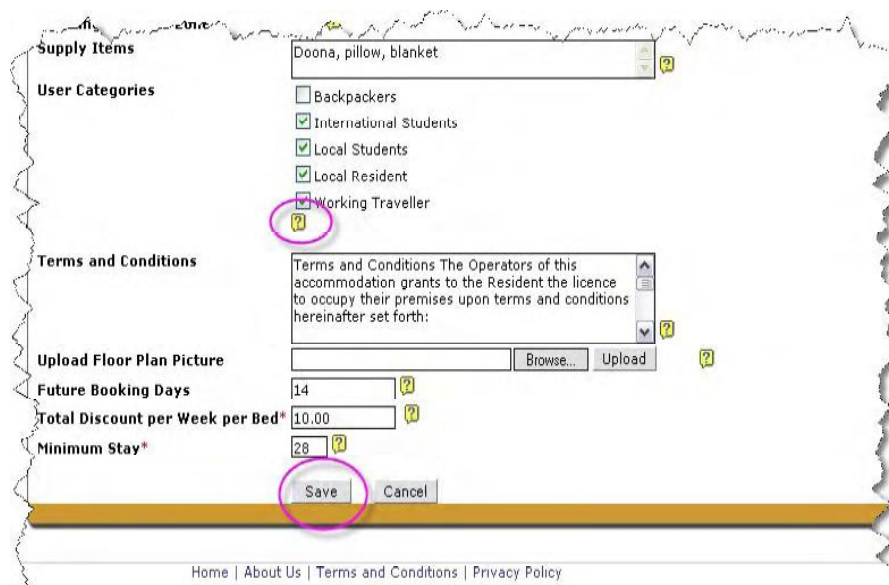 Supply Items
Doona, pillow, blanket
?
User Categories
Backpackers
International Students
Local Students
Local Resident
Working Traveller
?
Terms and Conditions
Terms and Conditions The Operators of this
accommodation grants to the Resident the licence
to occupy their premises upon terms and conditions
hereinafter set forth:
?
Upload Floor Plan Picture Browse... Upload ?
Future Booking Days 14 ?
Total Discount per Week per Bed* 10.00 ?
Minimum Stay* 28 ?
Save Cancel
Home | About Us | Terms and Conditions | Privacy Policy